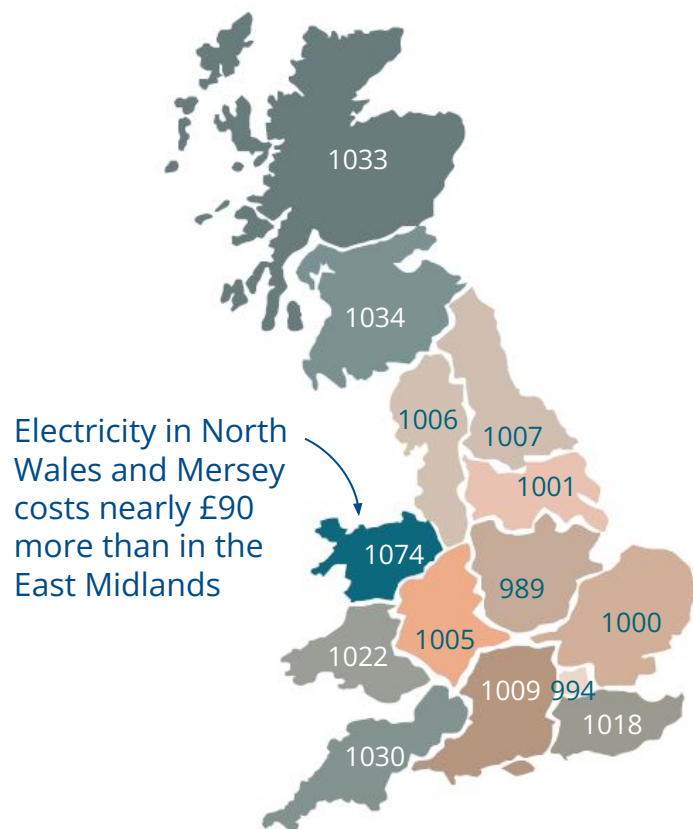 1033
1034
1006
1007
Electricity in North
Wales and Mersey
costs nearly £90
more than in the
East Midlands
1001
1074
989
1000
1005
1022
1009
994
1018
1030